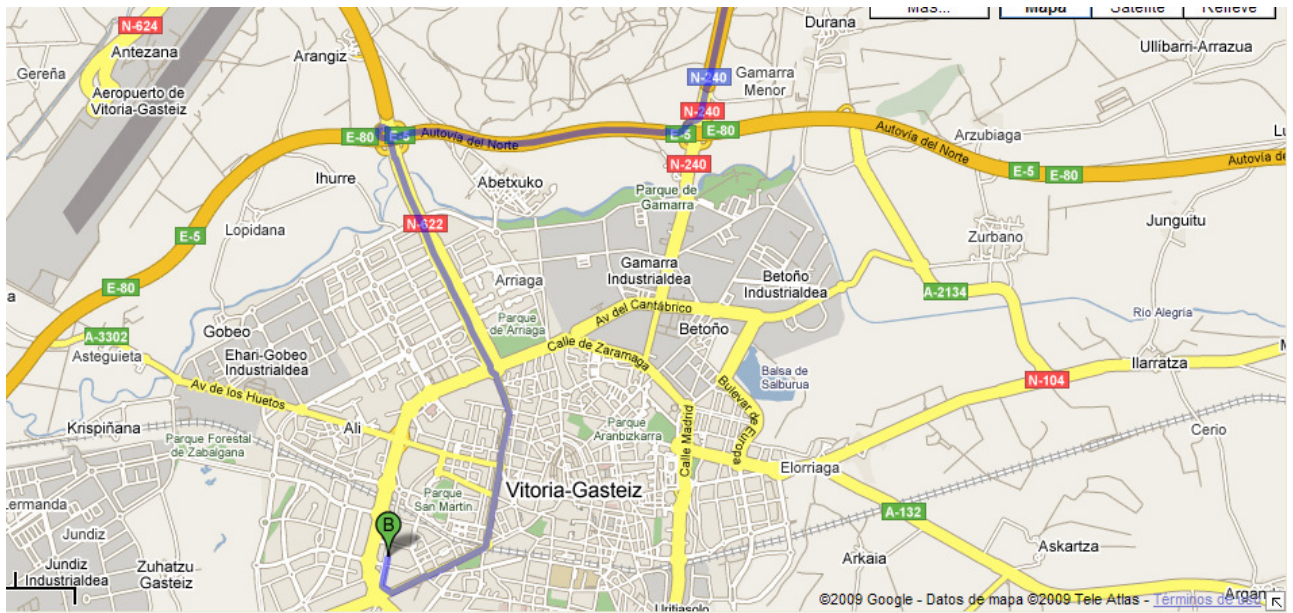 Más...
Mapa
Satélite
Relieve
N-624
Antezana
Gereña
Aeropuerto de
Vitoria-Gasteiz
Arangiz
Durana
Ullíbarri-Arrazua
N-240
Gamarra
Menor
N-240
E-80
E-5
Autovía del Norte
E-5
E-80
Autovía del Norte
Arzubiaga
Autovía de
E-5
E-80
N-240
Ihurre
Abetxuko
Parque de
Gamarra
Lopidana
N-622
E-5
Junguitu
Zurbano
Gamarra
Industrialdea
Betoño
Industrialdea
Arriaga
E-80
A-2134
Av del Cantábrico
Parque
de Arriaga
Gobeo
Betoño
Río Alegría
A-3302
Asteguieta
Ehari-Gobeo
Industrialdea
Calle de Zaramaga
Balsa de
Salburua
Ilarratza
N-104
Av de los Huetos
Bulevar de Europa
Krispiñana
Ali
Parque Forestal
de Zabalgana
Parque
Aranbizkarra
Calle Madrid
Cerio
Elorriaga
Vitoria-Gasteiz
Parque
San Martin
ermanda
A-132
B
Jundiz
Jundiz
Industrialdea
Zuhatzu
Gasteiz
Arkaia
Askartza
Uritiasolo
Argan
©2009 Google - Datos de mapa ©2009 Tele Atlas - Términos de uso